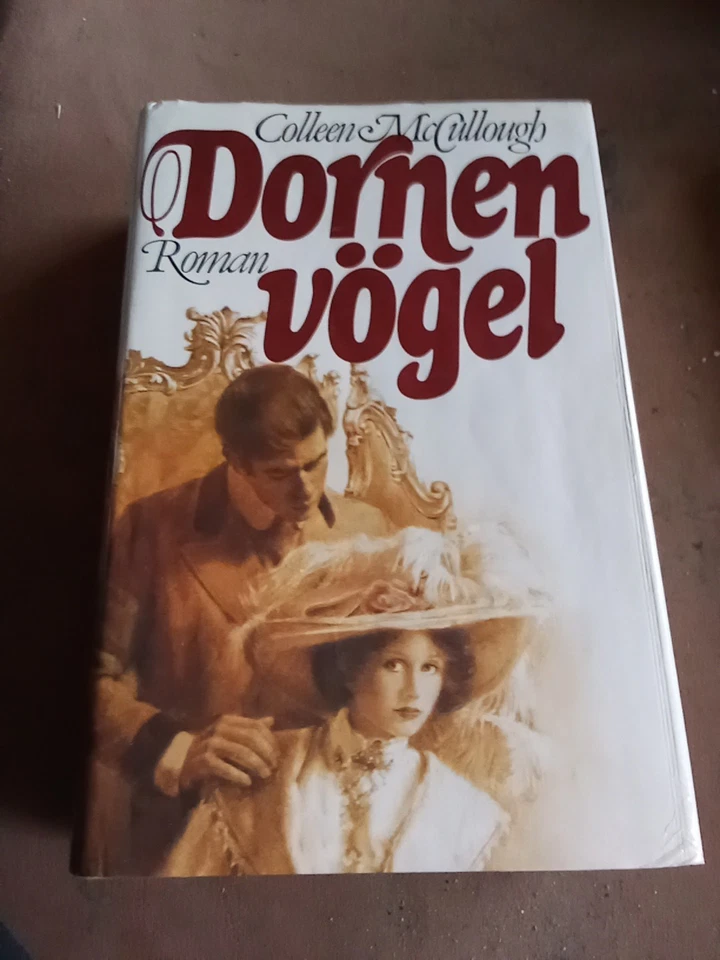 Colleen McCullough
Dornen
Roman
vögel